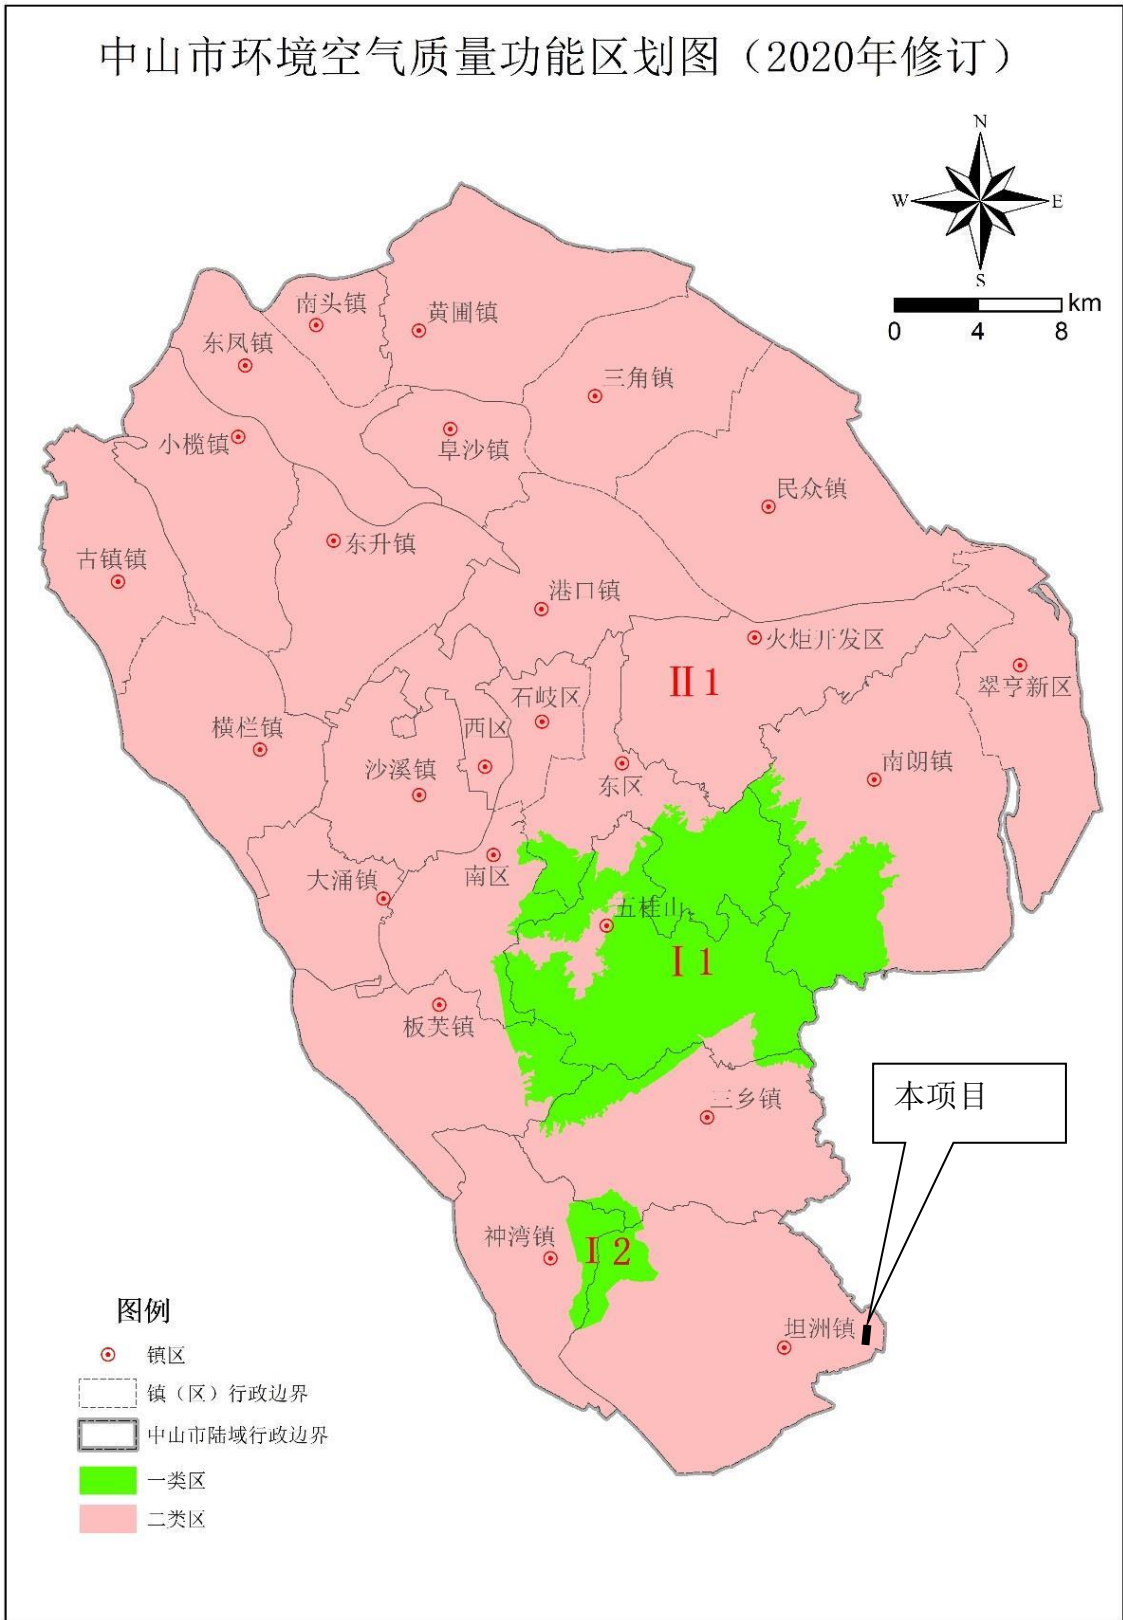 中山市环境空气质量功能区划图（2020年修订）
N
W
E
S
km
0 4 8
南头镇
黄圃镇
东凤镇
三角镇
小榄镇
阜沙镇
民众镇
东升镇
古镇镇
港口镇
火炬开发区
Ⅱ1
翠亨新区
石岐区
横栏镇
西区
沙溪镇
东区
南朗镇
南区
大涌镇
五桂山
Ⅰ1
板芙镇
三乡镇
本项目
神湾镇
Ⅰ2
坦洲镇
图例
镇区
镇（区）行政边界
中山市陆域行政边界
一类区
二类区